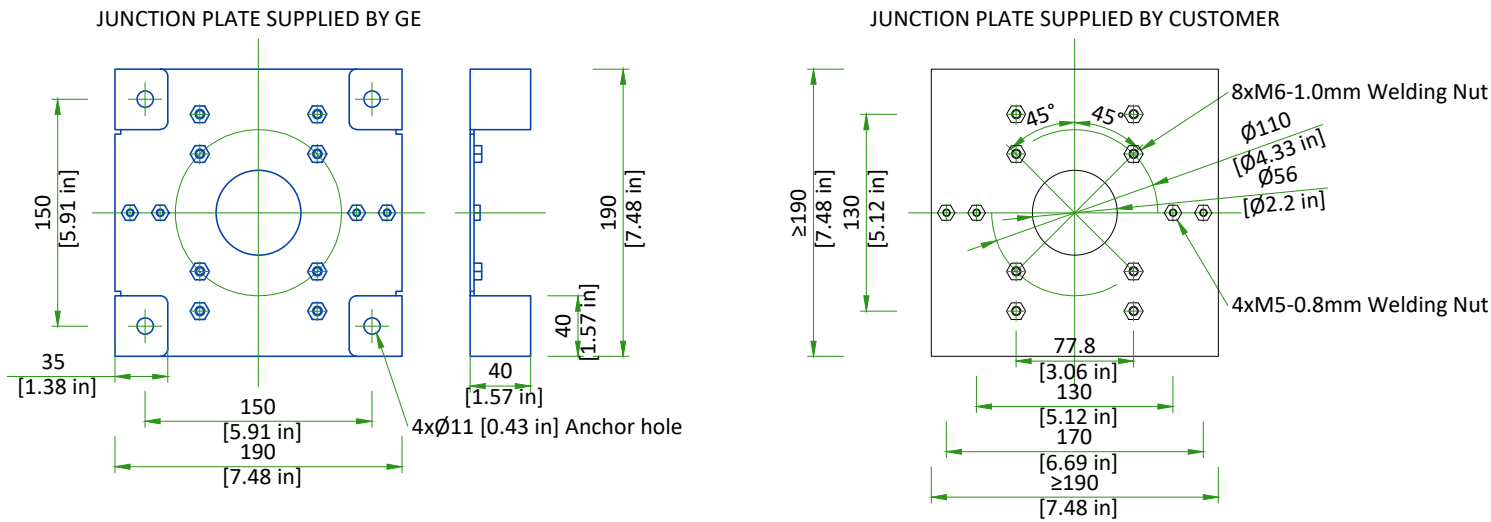 JUNCTION PLATE SUPPLIED BY GE
150
[5.91 in]
35
[1.38 in]
150
[5.91 in]
190
[7.48 in]
4xØ11 [0.43 in] Anchor hole
190
[7.48 in]
40
[1.57 in]
40
[1.57 in]
JUNCTION PLATE SUPPLIED BY CUSTOMER
≥190
[7.48 in]
130
[5.12 in]
45°
45°
8xM6-1.0mm Welding Nut
Ø110
[Ø4.33 in]
Ø56
[Ø2.2 in]
4xM5-0.8mm Welding Nut
77.8
[3.06 in]
130
[5.12 in]
170
[6.69 in]
≥190
[7.48 in]